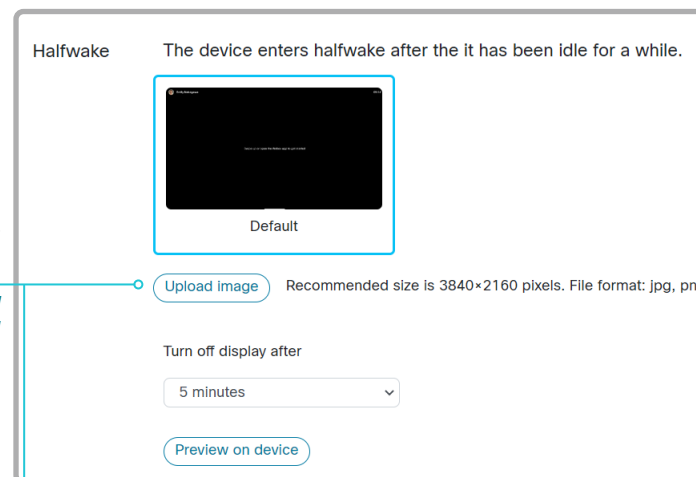 Halfwake
The device enters halfwake after the it has been idle for a while.
Default
Upload image
Recommended size is 3840×2160 pixels. File format: jpg,
Turn off display after
5 minutes
Preview on device